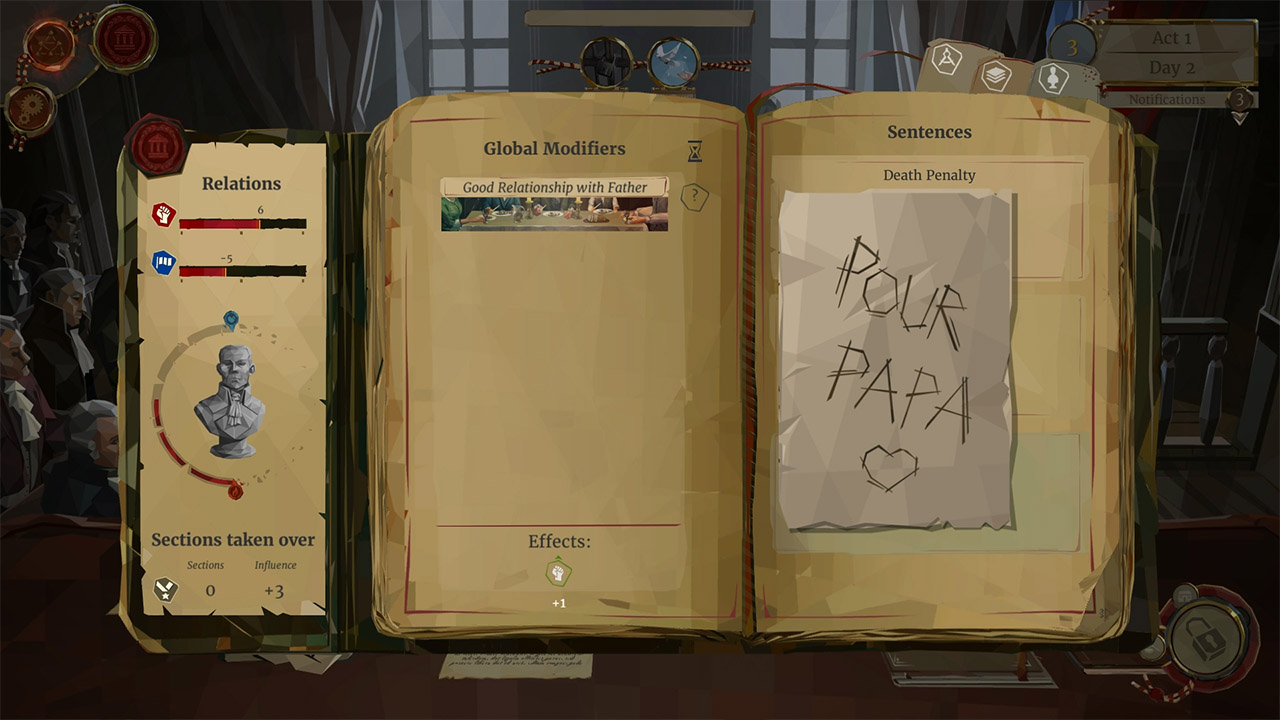 3
Act 1
Day 2
Notifications
3
Relations
6
-5
Sections taken over
Sections
Influence
0
+3
Global Modifiers
Good Relationship with Father
?
Effects:
+1
Sentences
Death Penalty
POUR
PAPA